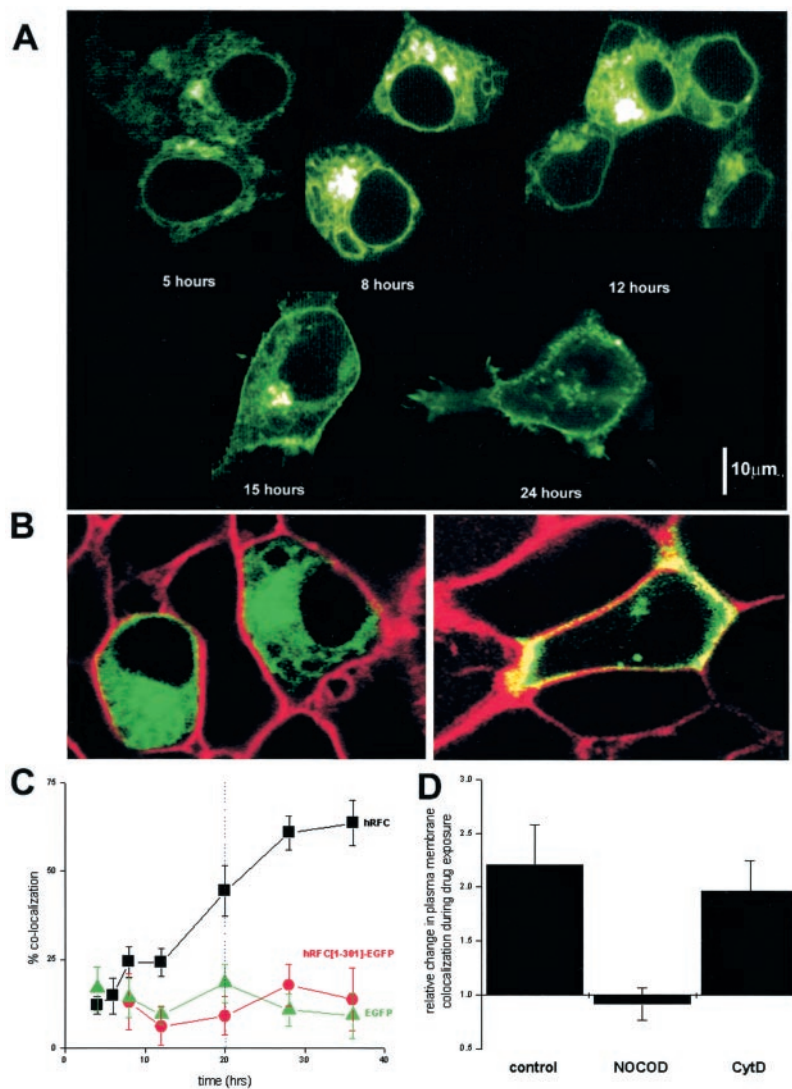 A
5 hours
8 hours
12 hours
15 hours
24 hours
10μm
B
C
75
50
25
0
% co-localization
0 10 20 30 40
time (hrs)
hRFC
hRFC[1-301]-EGFP
EGFP
D
3.0
2.5
2.0
1.5
1.0
0.5
relative change in plasma membrane
colocalization during drug exposure
control NOCOD CytD